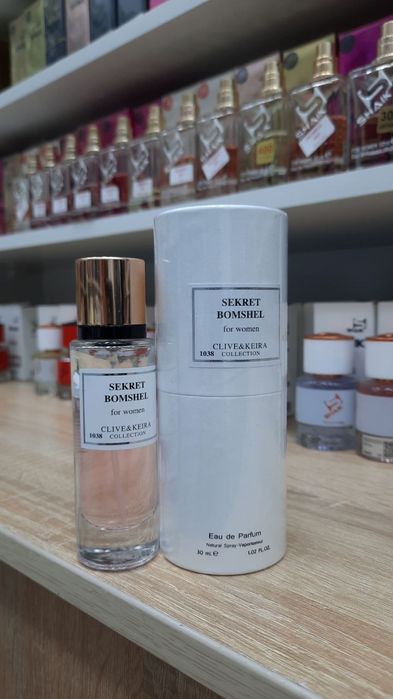 SEKRET
BOMSHEL
for women
CLIVE&KEIRA
1038 COLLECTION
SEKRET
BOMSHEL
for women
CLIVE&KEIRA
1038 COLLECTION
Eau de Parfum
Natural Spray-Vaporisateur
30 mL ℮ 1.02 FL.OZ.